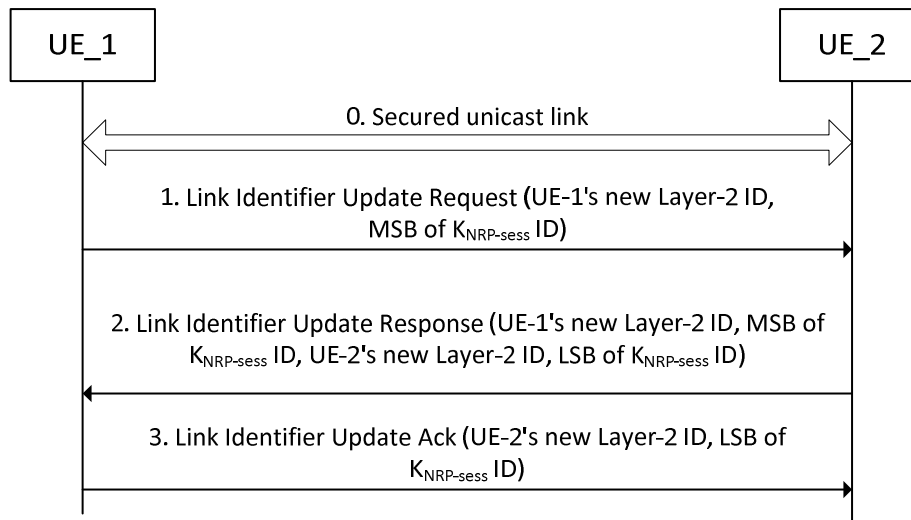 UE_1
UE_2
0. Secured unicast link
1. Link Identifier Update Request (UE-1's new Layer-2 ID,
MSB of KNRP-sess ID)
2. Link Identifier Update Response (UE-1's new Layer-2 ID, MSB of
KNRP-sess ID, UE-2's new Layer-2 ID, LSB of KNRP-sess ID)
3. Link Identifier Update Ack (UE-2's new Layer-2 ID, LSB of
KNRP-sess ID)